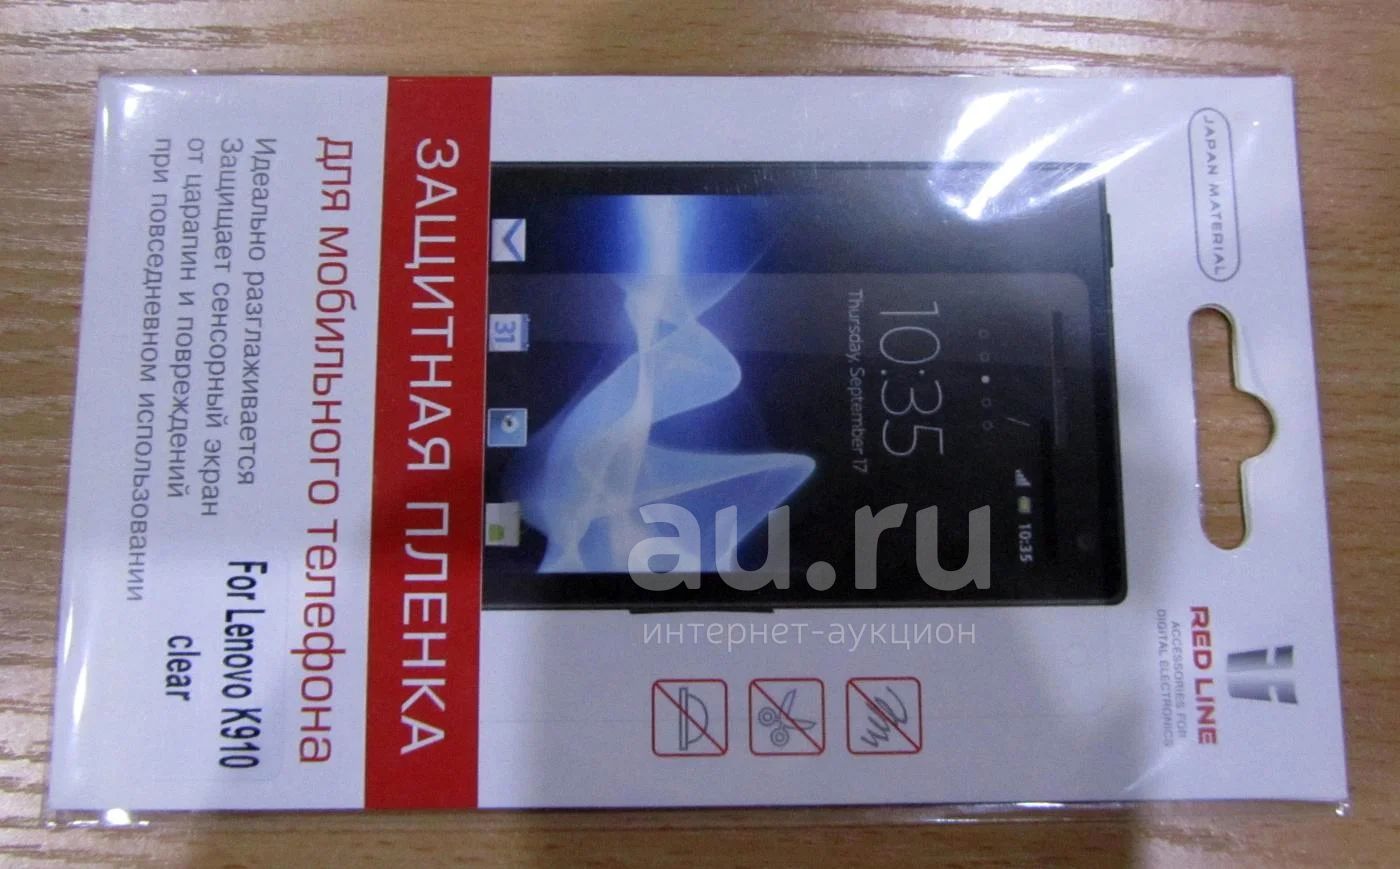 JAPAN MATERIAL
RED LINE
ACCESSORIES FOR
DIGITAL ELECTRONICS
10:35
10:35
Thursday, September 17
31
ЗАЩИТНАЯ ПЛЕНКА
для мобильного телефона
Идеально разглаживается
Защищает сенсорный экран
от царапин и повреждений
при повседневном использовании
For Lenovo K910
clear
au.ru
интернет-аукцион